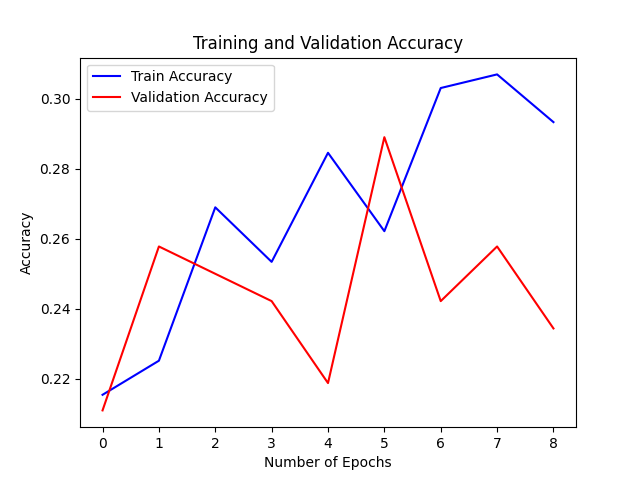 Training and Validation Accuracy
Train Accuracy
Validation Accuracy
0.30
0.28
0.26
0.24
0.22
Accuracy
0 1 2 3 4 5 6 7 8
Number of Epochs